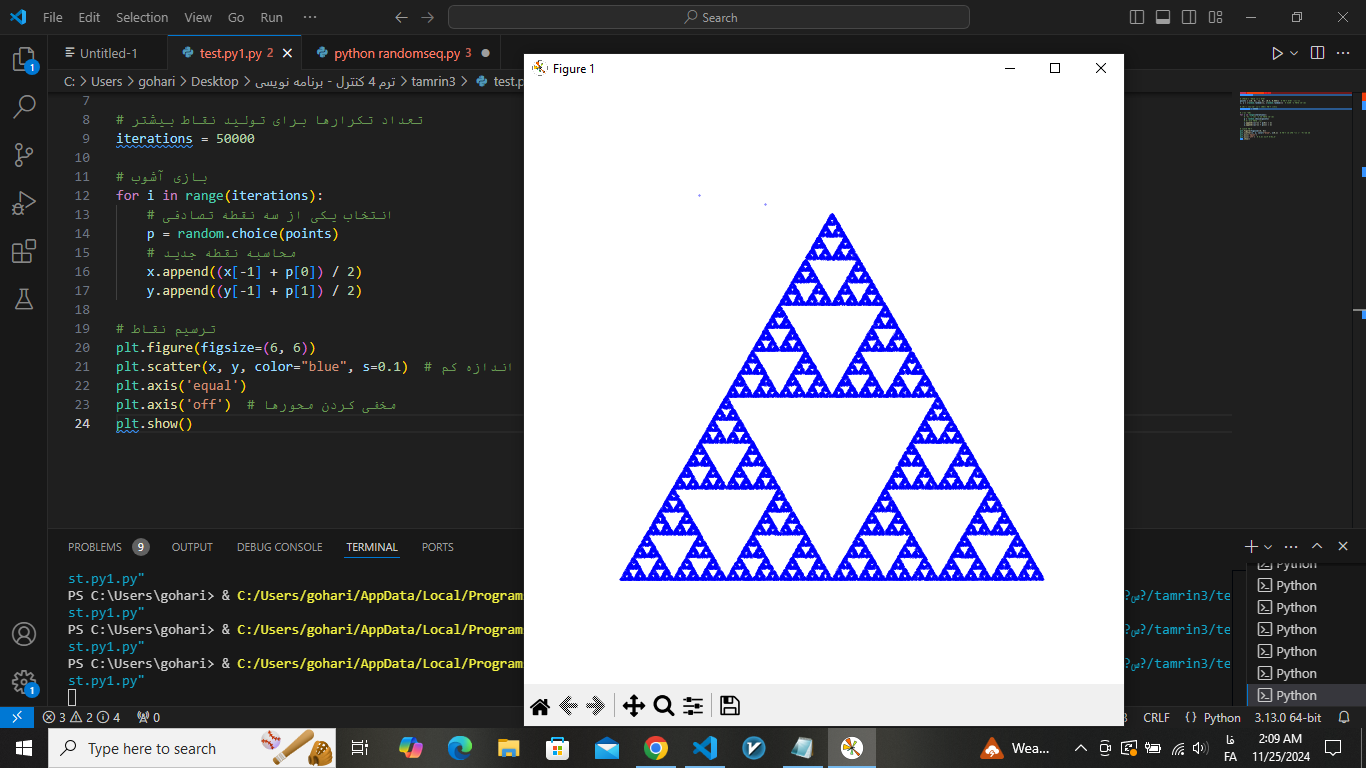 File Edit Selection View Go Run ···
Search
Untitled-1
test.py1.py 2
python randomseq.py 3
C: > Users > gohari > Desktop > ترم 4 کنترل - برنامه نویسی > tamrin3 >
Figure 1
7
8 # تعداد تکرارها برای تولید نقاط بیشتر
9 iterations = 50000
10
11 # بازی آشوب
12 for i in range(iterations):
13 # انتخاب یکی از سه نقطه تصادفی
14 p = random.choice(points)
15 # محاسبه نقطه جدید
16 x.append((x[-1] + p[0]) / 2)
17 y.append((y[-1] + p[1]) / 2)
18
19 # ترسیم نقاط
20 plt.figure(figsize=(6, 6))
21 plt.scatter(x, y, color="blue", s=0.1) # اندازه کم
22 plt.axis('equal')
23 plt.axis('off') # مخفی کردن محورها
24 plt.show()
PROBLEMS 9 OUTPUT DEBUG CONSOLE TERMINAL PORTS
st.py1.py"
PS C:\Users\gohari> & C:/Users/gohari/AppData/Local/Program
st.py1.py"
PS C:\Users\gohari> & C:/Users/gohari/AppData/Local/Program
st.py1.py"
PS C:\Users\gohari> & C:/Users/gohari/AppData/Local/Program
st.py1.py"
/tamrin3/te
/tamrin3/te
/tamrin3/te
Python
Python
Python
Python
Python
Python
Python
1
1
3 2 4 0
CRLF {} Python 3.13.0 64-bit
Type here to search
Wea...
فا
FA
2:09 AM
11/25/2024